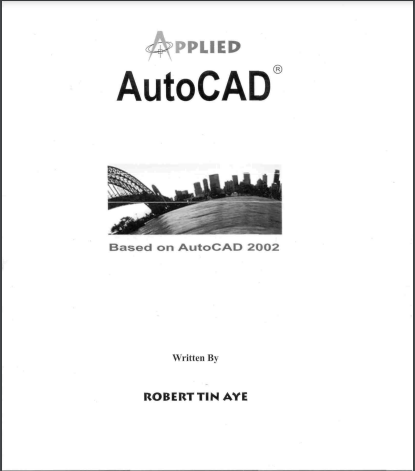 APPLIED
AutoCAD®
Based on AutoCAD 2002
Written By
ROBERT TIN AYE